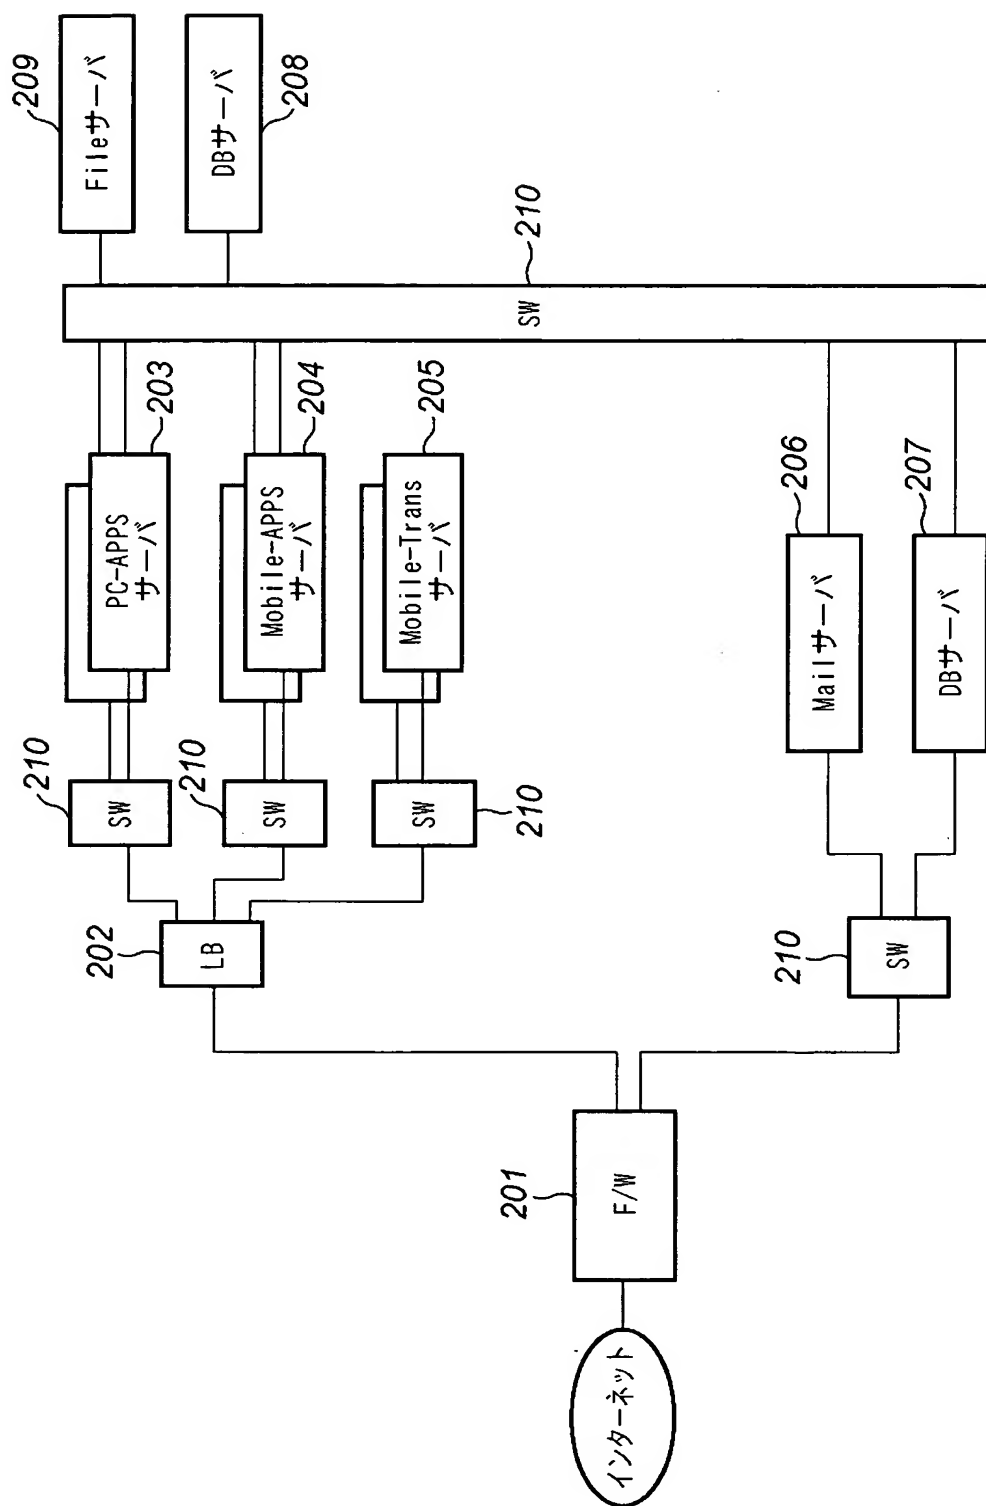 インターネット
201
F/W
202
LB
210
SW
210
SW
210
SW
203
PC-APPS
サーバ
204
Mobile-APPS
サーバ
205
Mobile-Trans
サーバ
210
SW
206
Mailサーバ
207
DBサーバ
210
SW
209
Fileサーバ
208
DBサーバ